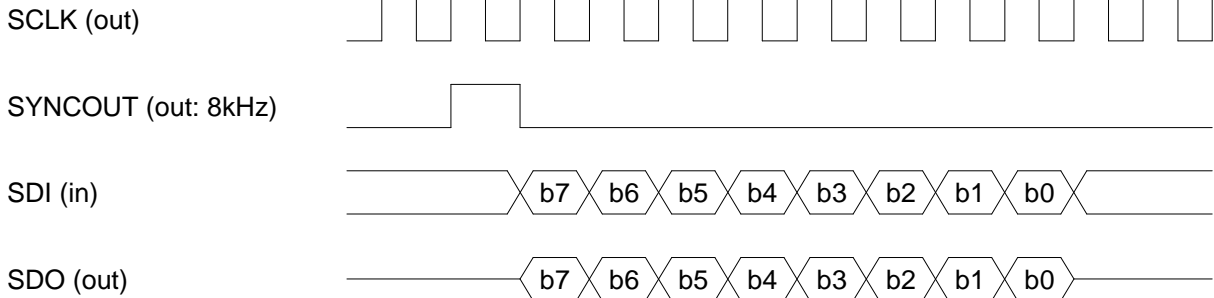 SCLK (out)
SYNCOUT (out: 8kHz)
SDI (in) b7 b6 b5 b4 b3 b2 b1 b0
SDO (out) b7 b6 b5 b4 b3 b2 b1 b0